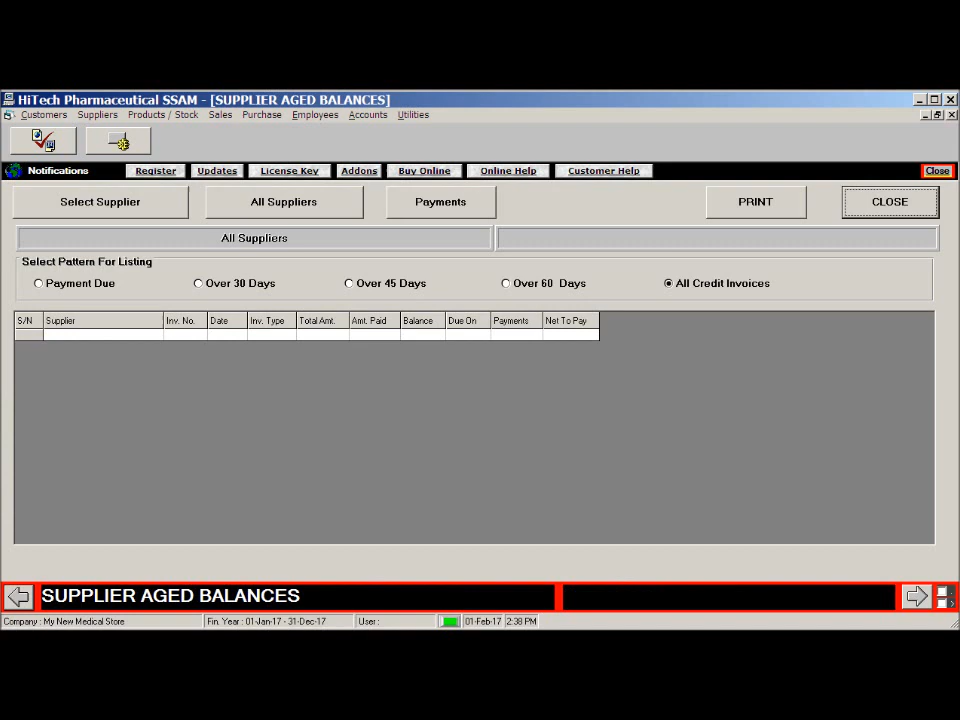 HiTech Pharmaceutical SSAM - [SUPPLIER AGED BALANCES]
Customers Suppliers Products / Stock Sales Purchase Employees Accounts Utilities
Notifications Register Updates License Key Addons Buy Online Online Help Customer Help Close
Select Supplier All Suppliers Payments PRINT CLOSE
All Suppliers
Select Pattern For Listing
Payment Due Over 30 Days Over 45 Days Over 60 Days All Credit Invoices
S/N Supplier Inv. No. Date Inv. Type Total Amt. Amt. Paid Balance Due On Payments Net To Pay
SUPPLIER AGED BALANCES
Company : My New Medical Store Fin. Year : 01-Jan-17 - 31-Dec-17 User : 01-Feb-17 2:38 PM